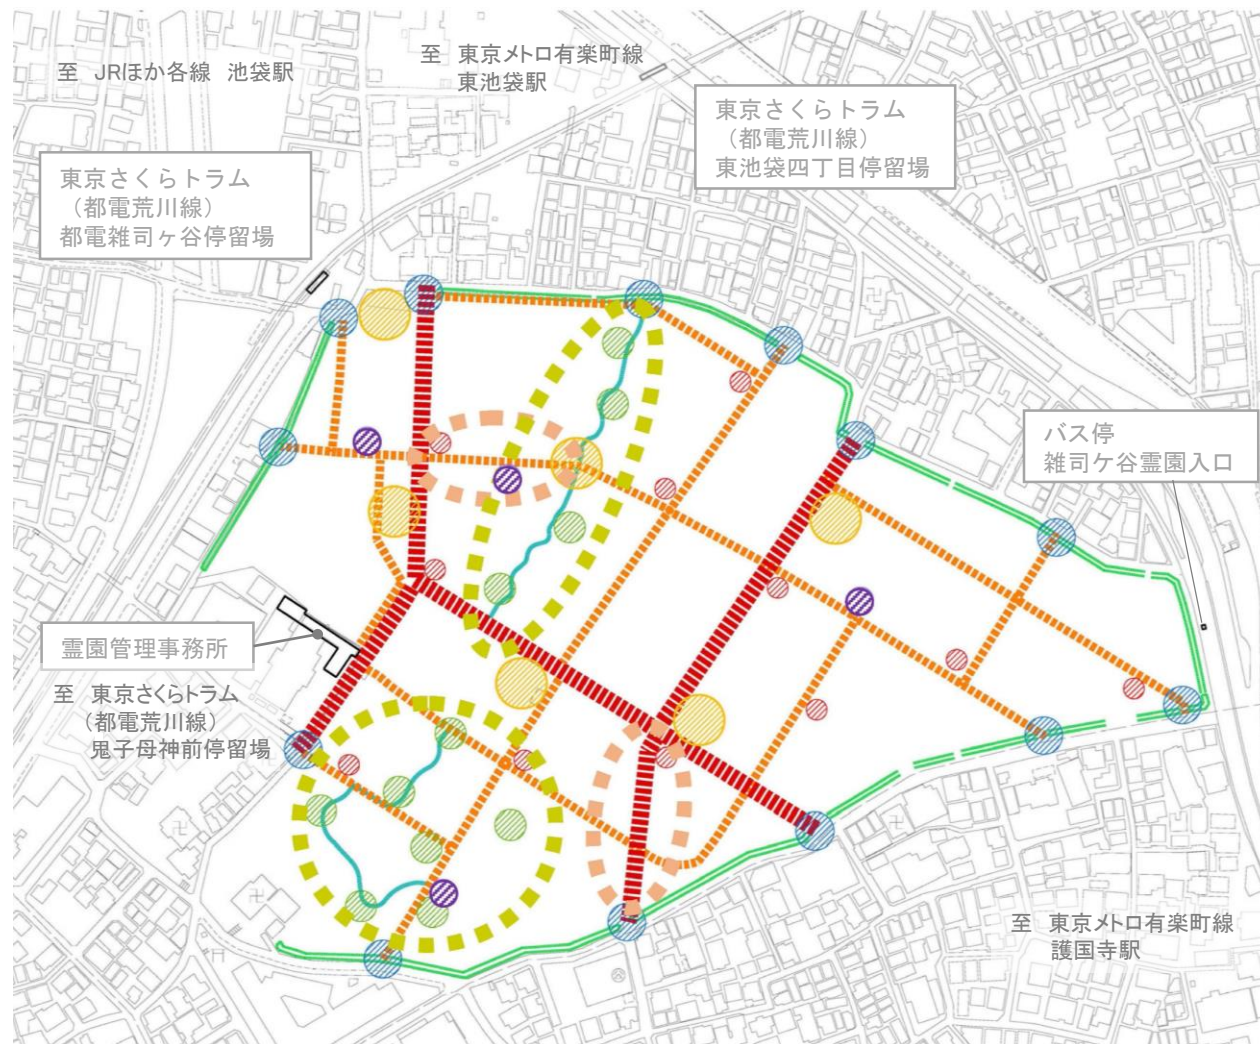 至 JRほか各線 池袋駅
至 東京メトロ有楽町線
東池袋駅
東京さくらトラム
（都電荒川線）
東池袋四丁目停留場
東京さくらトラム
（都電荒川線）
都電雑司ヶ谷停留場
バス停
雑司ケ谷霊園入口
霊園管理事務所
至 東京さくらトラム
（都電荒川線）
鬼子母神前停留場
至 東京メトロ有楽町線
護国寺駅